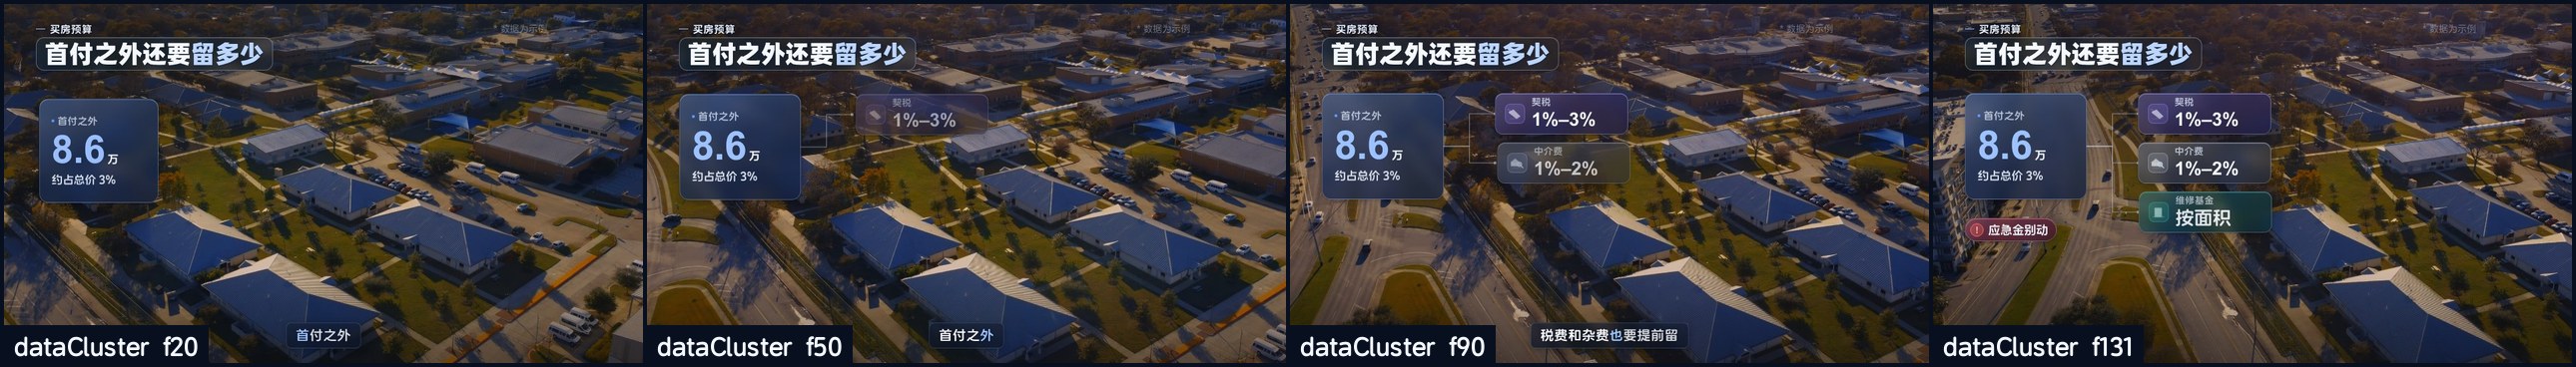 买房预算
* 数据为示例
首付之外还要留多少
首付之外
8.6万
约占总价 3%
首付之外
dataCluster f20
买房预算
* 数据为示例
首付之外还要留多少
首付之外
8.6万
约占总价 3%
契税
1%–3%
首付之外
dataCluster f50
买房预算
* 数据为示例
首付之外还要留多少
首付之外
8.6万
约占总价 3%
契税
1%–3%
中介费
1%–2%
税费和杂费也要提前留
dataCluster f90
买房预算
* 数据为示例
首付之外还要留多少
首付之外
8.6万
约占总价 3%
契税
1%–3%
中介费
1%–2%
维修基金
按面积
应急金别动
dataCluster f131